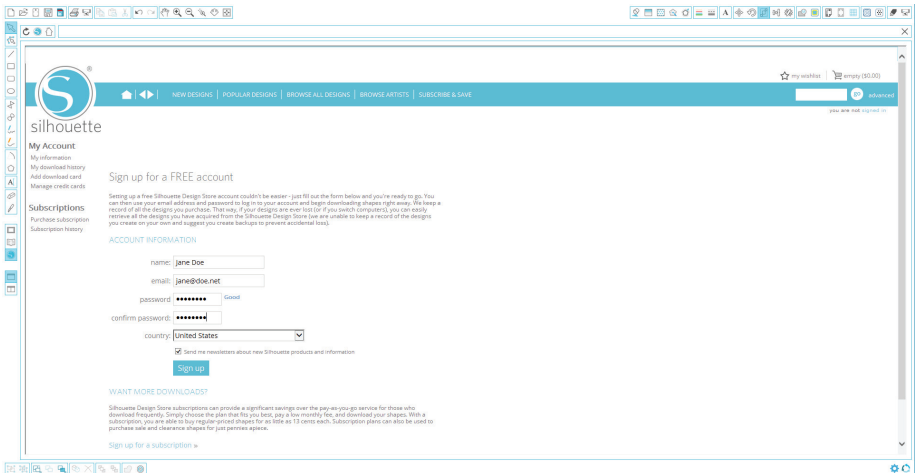 my wishlist
empty ($0.00)
S
®
silhouette
NEW DESIGNS | POPULAR DESIGNS | BROWSE ALL DESIGNS | BROWSE ARTISTS | SUBSCRIBE & SAVE
go
advanced
you are not signed in
My Account
My information
My download history
Add download card
Manage credit cards
Subscriptions
Purchase subscription
Subscription history
Sign up for a FREE account
Setting up a free Silhouette Design Store account couldn't be easier - just fill out the form below and you're ready to go. You
can then use your email address and password to log in to your account and begin downloading shapes right away. We keep a
record of all the designs you purchase. That way, if your designs are ever lost (or if you switch computers), you can easily
retrieve all the designs you have acquired from the Silhouette Design Store (we are unable to keep a record of the designs
you create on your own and suggest you create backups to prevent accidental loss).
ACCOUNT INFORMATION
name: Jane Doe
email: jane@doe.net
password ●●●●●●●● Good
confirm password: ●●●●●●●●
country: United States
Send me newsletters about new Silhouette products and information
Sign up
WANT MORE DOWNLOADS?
Silhouette Design Store subscriptions can provide a significant savings over the pay-as-you-go service for those who
download frequently. Simply choose the plan that fits you best, pay a low monthly fee, and download your shapes. With a
subscription, you are able to buy regular-priced shapes for as little as 13 cents each. Subscription plans can also be used to
purchase sale and clearance shapes for just pennies apiece.
Sign up for a subscription »